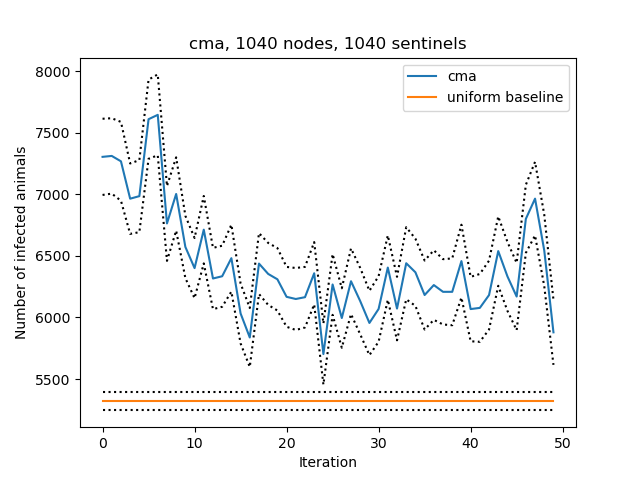 cma, 1040 nodes, 1040 sentinels
cma
uniform baseline
Number of infected animals
8000
7500
7000
6500
6000
5500
0 10 20 30 40 50
Iteration